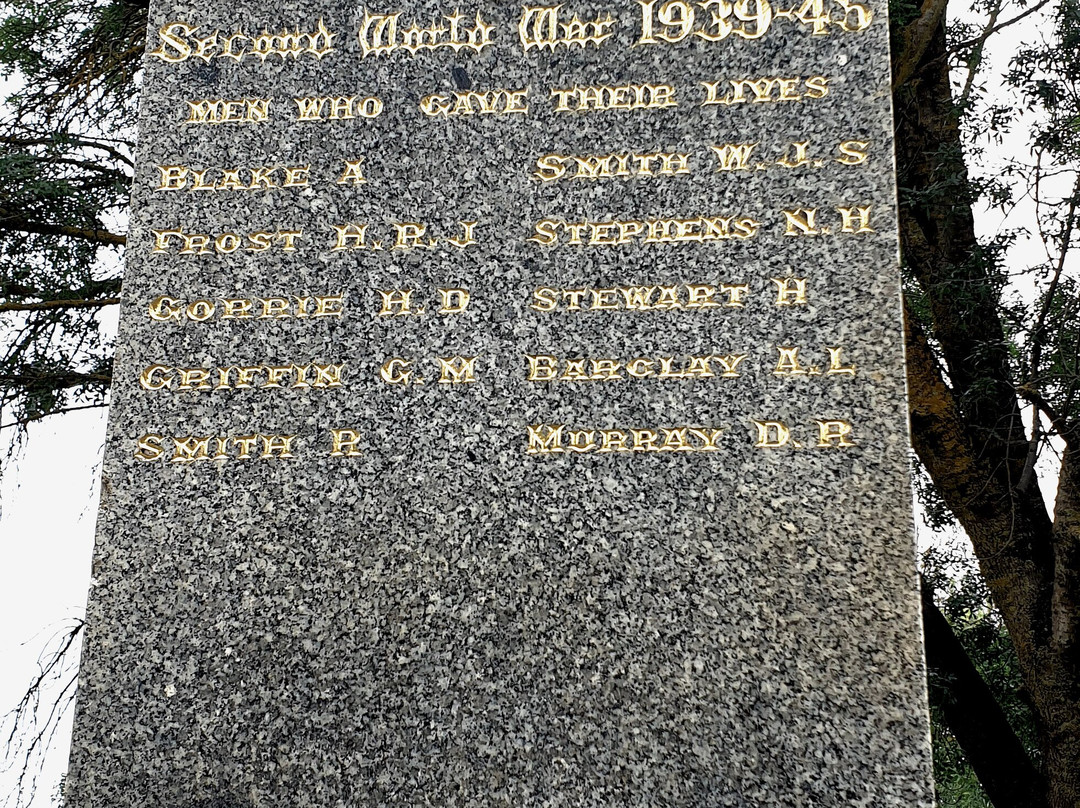 Second World War 1939-45
MEN WHO GAVE THEIR LIVES
BLAKE A
FROST H.R.J
GORRIE H.D
GRIFFIN G.M
SMITH R
SMITH W.J.S
STEPHENS N.H
STEWART H
BARCLAY A.L
MURRAY D.R